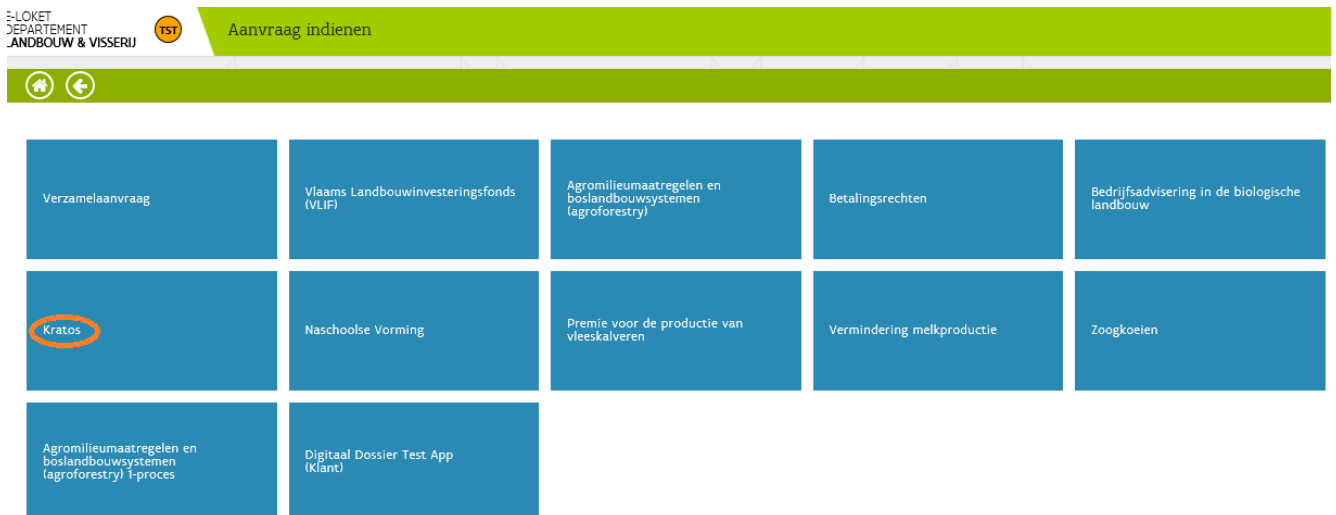 E-LOKET
DEPARTEMENT
LANDBOUW & VISSERIJ
TST
Aanvraag indienen
Verzamelaanvraag
Vlaams Landbouwinvesteringsfonds
(VLIF)
Agromilieumaatregelen en
boslandbouwsystemen
(agroforestry)
Betalingsrechten
Bedrijfsadvisering in de biologische
landbouw
Kratos
Naschoolse Vorming
Premie voor de productie van
vleeskalveren
Vermindering melkproductie
Zoogkoeien
Agromilieumaatregelen en
boslandbouwsystemen
(agroforestry) 1-proces
Digitaal Dossier Test App
(Klant)